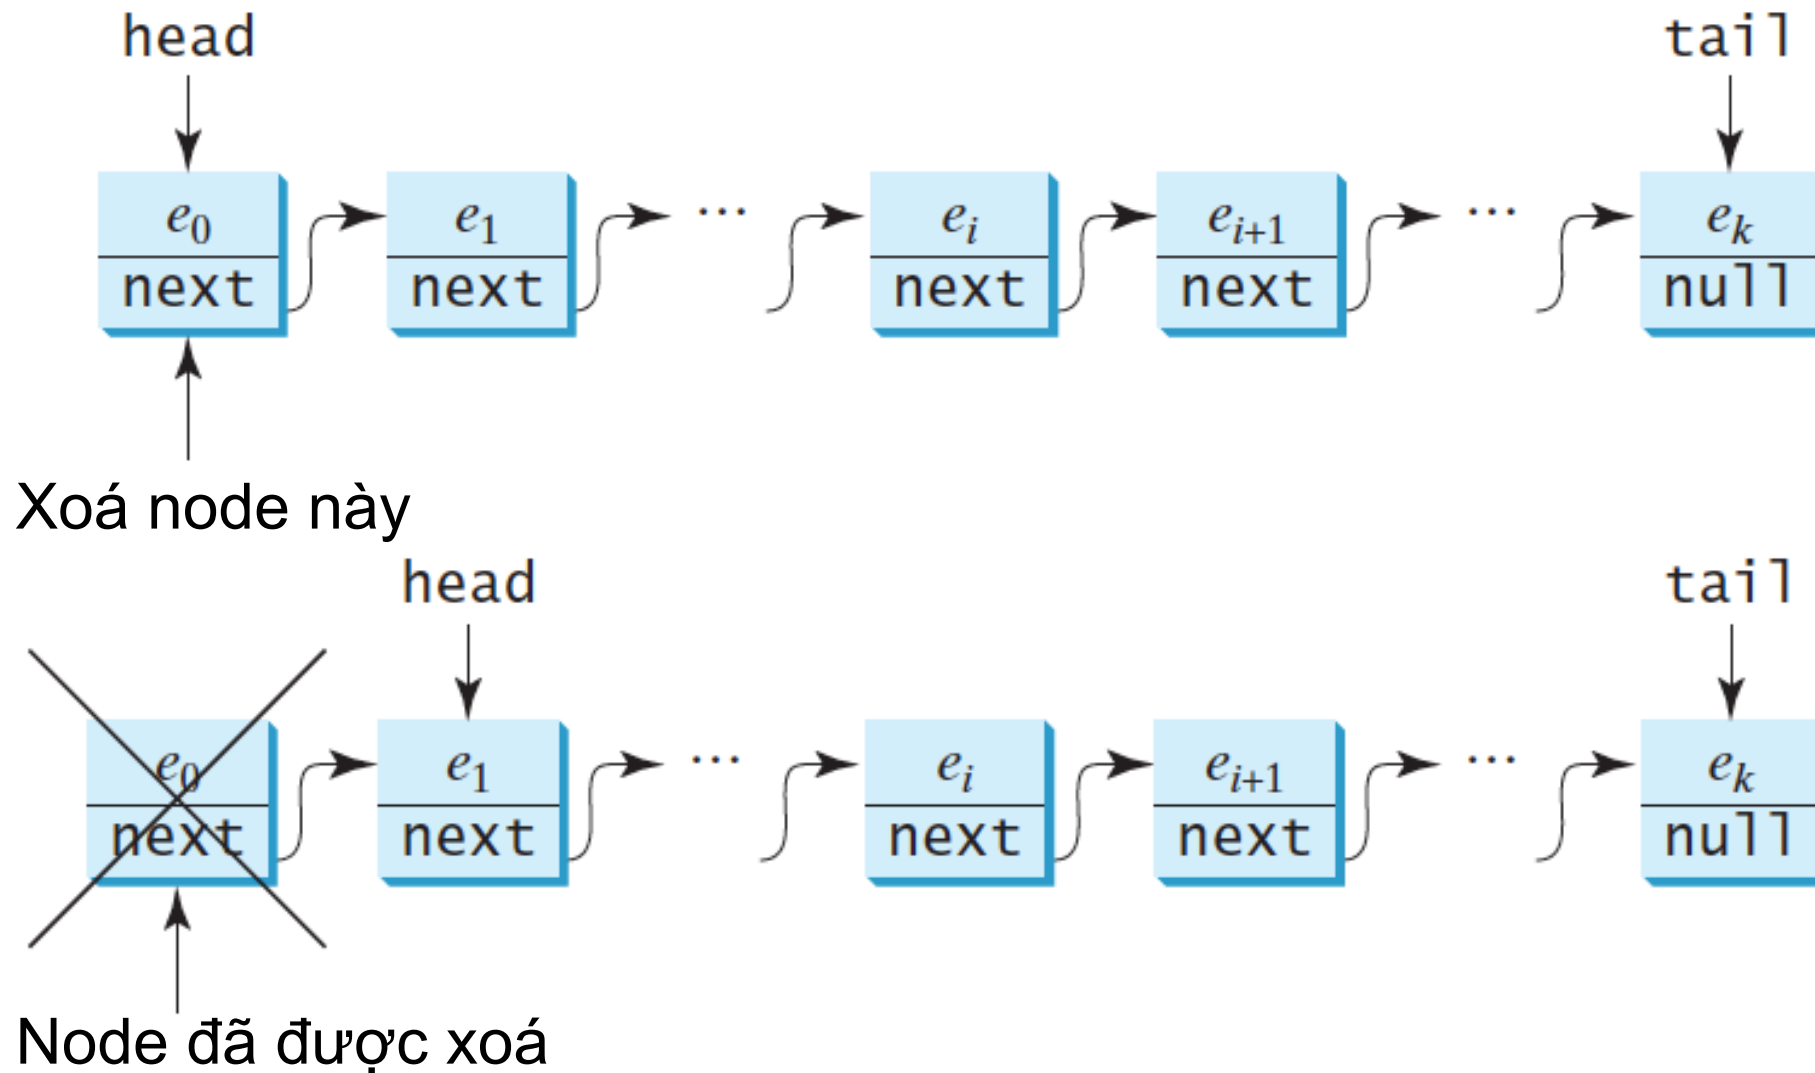 head tail
e0 e1 ... ei ei+1 ... ek
next next next next null
Xoá node này
head tail
e0 e1 ... ei ei+1 ... ek
next next next next null
Node đã được xoá